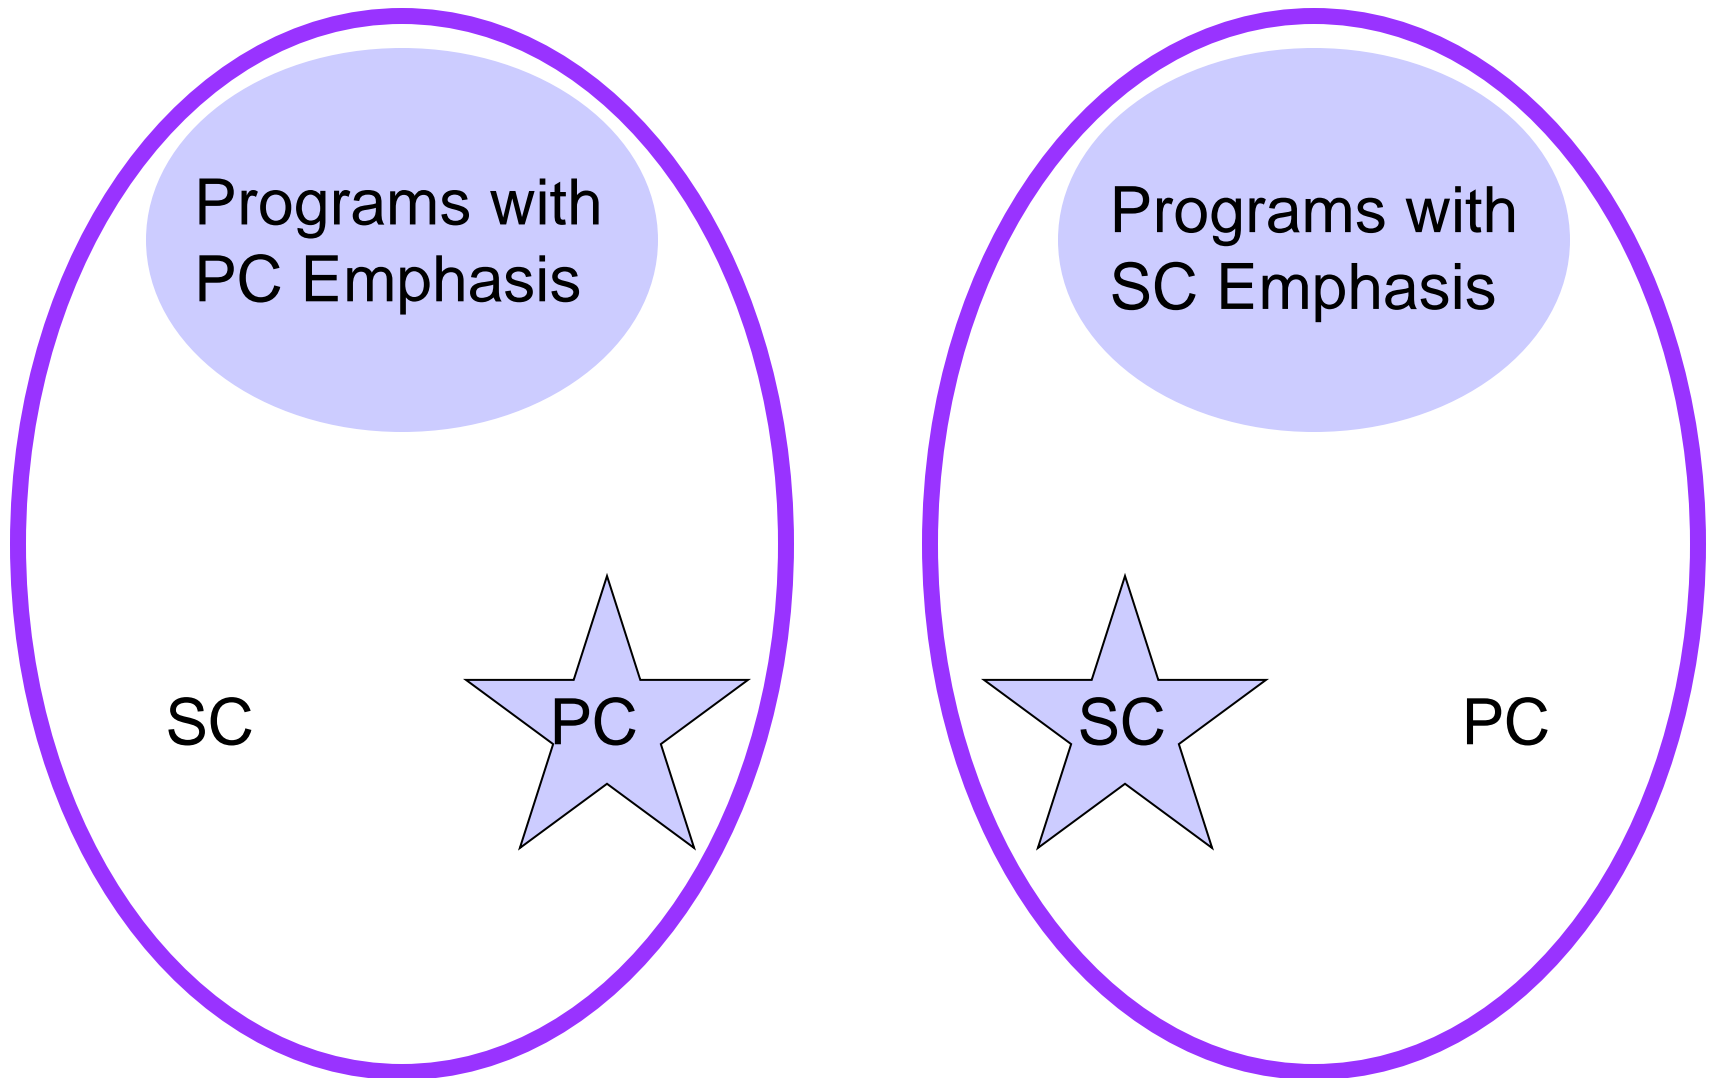 Programs with
PC Emphasis
SC
PC
Programs with
SC Emphasis
SC
PC